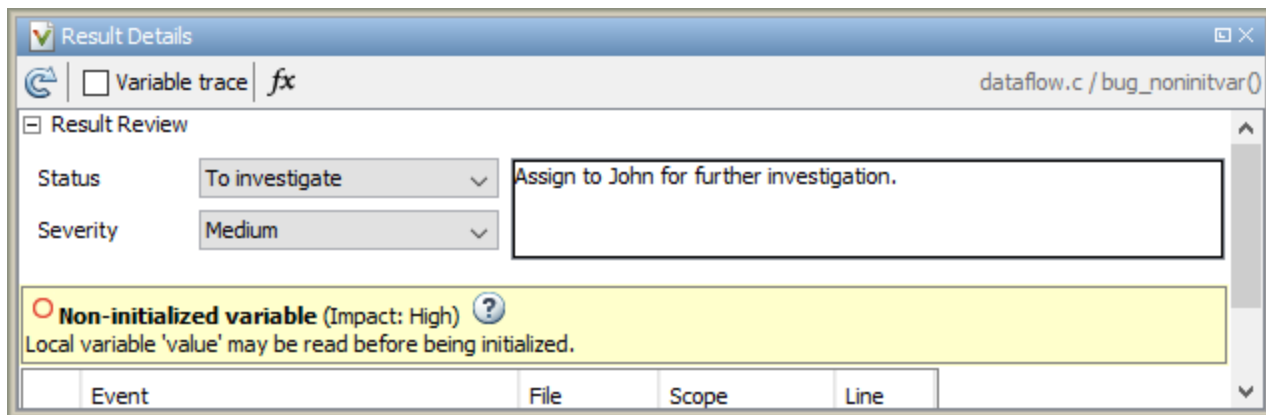 Result Details
Variable trace fx dataflow.c / bug_noninitvar()
Result Review
Status To investigate Assign to John for further investigation.
Severity Medium
Non-initialized variable (Impact: High) ?
Local variable 'value' may be read before being initialized.
Event File Scope Line